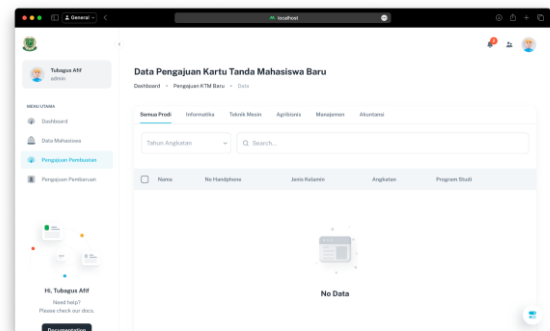 General
localhost
Tubagus Afif
admin
Data Pengajuan Kartu Tanda Mahasiswa Baru
Dashboard • Pengajuan KTM Baru • Data
MENU UTAMA
Dashboard
Data Mahasiswa
Pengajuan Pembuatan
Pengajuan Pembaruan
Semua Prodi Informatika Teknik Mesin Agribisnis Manajemen Akuntansi
Tahun Angkatan Search...
Nama No Handphone Jenis Kelamin Angkatan Program Studi
No Data
Hi, Tubagus Afif
Need help?
Please check our docs.
Documentation